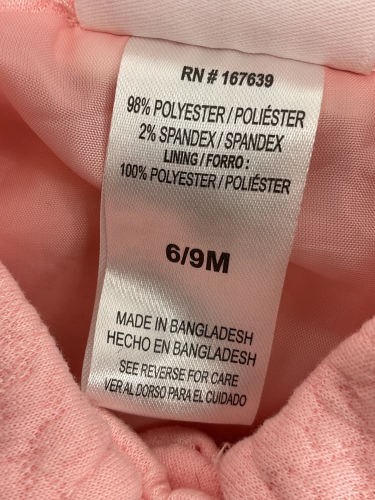 RN # 167639
98% POLYESTER / POLIÉSTER
2% SPANDEX / SPANDEX
LINING / FORRO :
100% POLYESTER / POLIÉSTER
6/9M
MADE IN BANGLADESH
HECHO EN BANGLADESH
SEE REVERSE FOR CARE
VER AL DORSO PARA EL CUIDADO